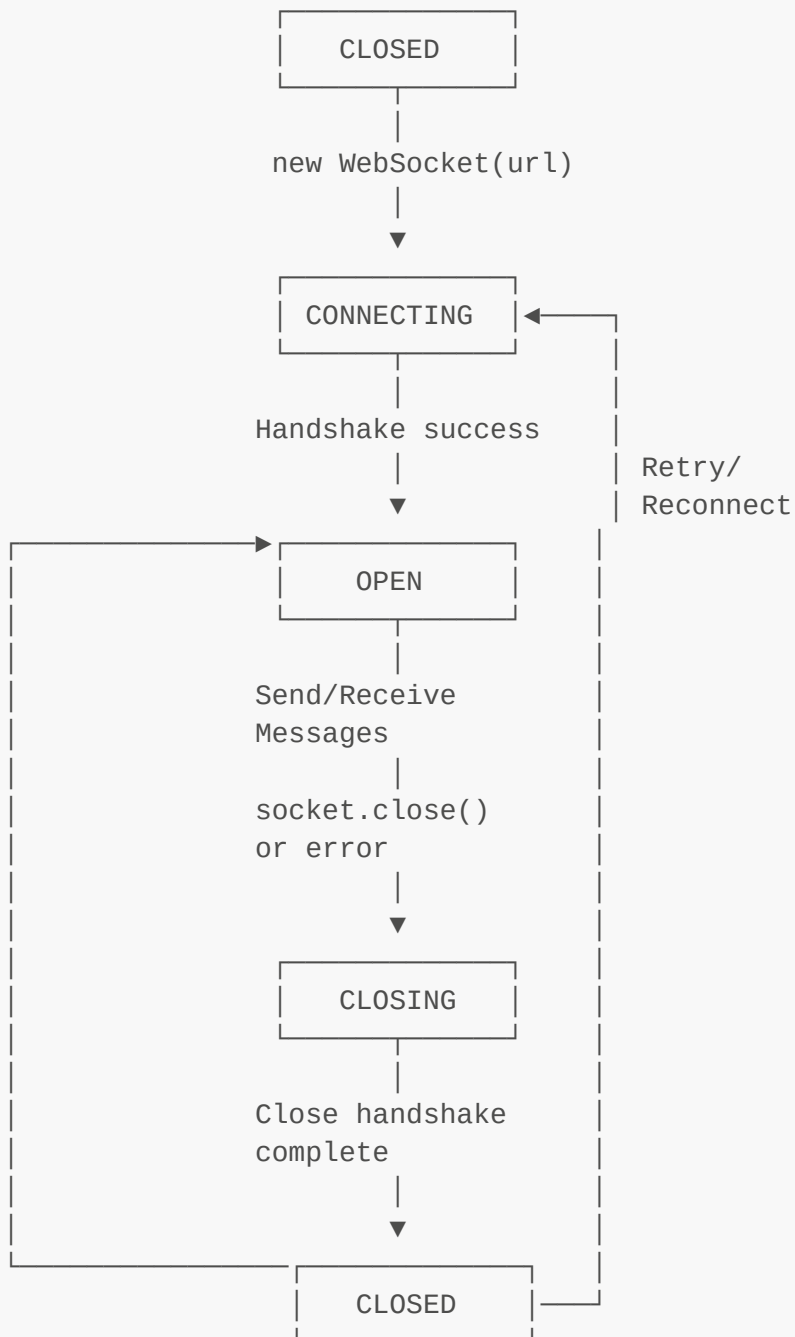 CLOSED
new WebSocket(url)
CONNECTING
Handshake success
Retry/
Reconnect
OPEN
Send/Receive
Messages
socket.close()
or error
CLOSING
Close handshake
complete
CLOSED